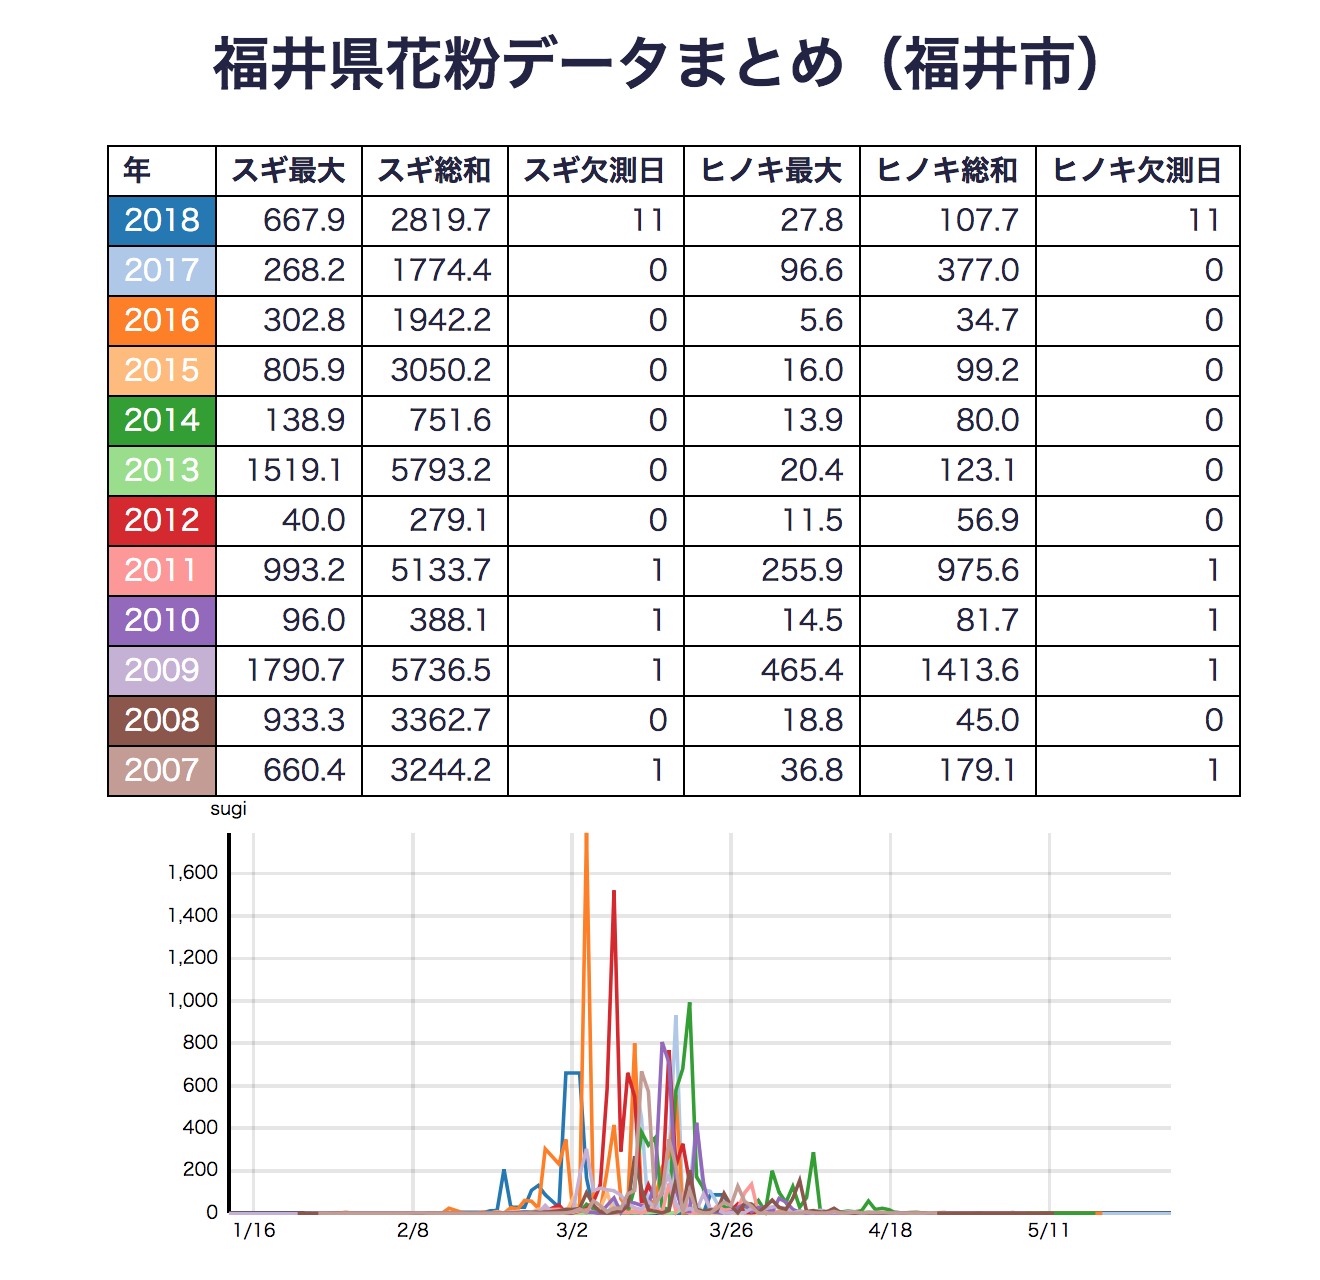 福井県花粉データまとめ（福井市）
年 スギ最大 スギ総和 スギ欠測日 ヒノキ最大 ヒノキ総和 ヒノキ欠測日
2018 667.9 2819.7 11 27.8 107.7 11
2017 268.2 1774.4 0 96.6 377.0 0
2016 302.8 1942.2 0 5.6 34.7 0
2015 805.9 3050.2 0 16.0 99.2 0
2014 138.9 751.6 0 13.9 80.0 0
2013 1519.1 5793.2 0 20.4 123.1 0
2012 40.0 279.1 0 11.5 56.9 0
2011 993.2 5133.7 1 255.9 975.6 1
2010 96.0 388.1 1 14.5 81.7 1
2009 1790.7 5736.5 1 465.4 1413.6 1
2008 933.3 3362.7 0 18.8 45.0 0
2007 660.4 3244.2 1 36.8 179.1 1
sugi
1,600
1,400
1,200
1,000
800
600
400
200
0
1/16 2/8 3/2 3/26 4/18 5/11